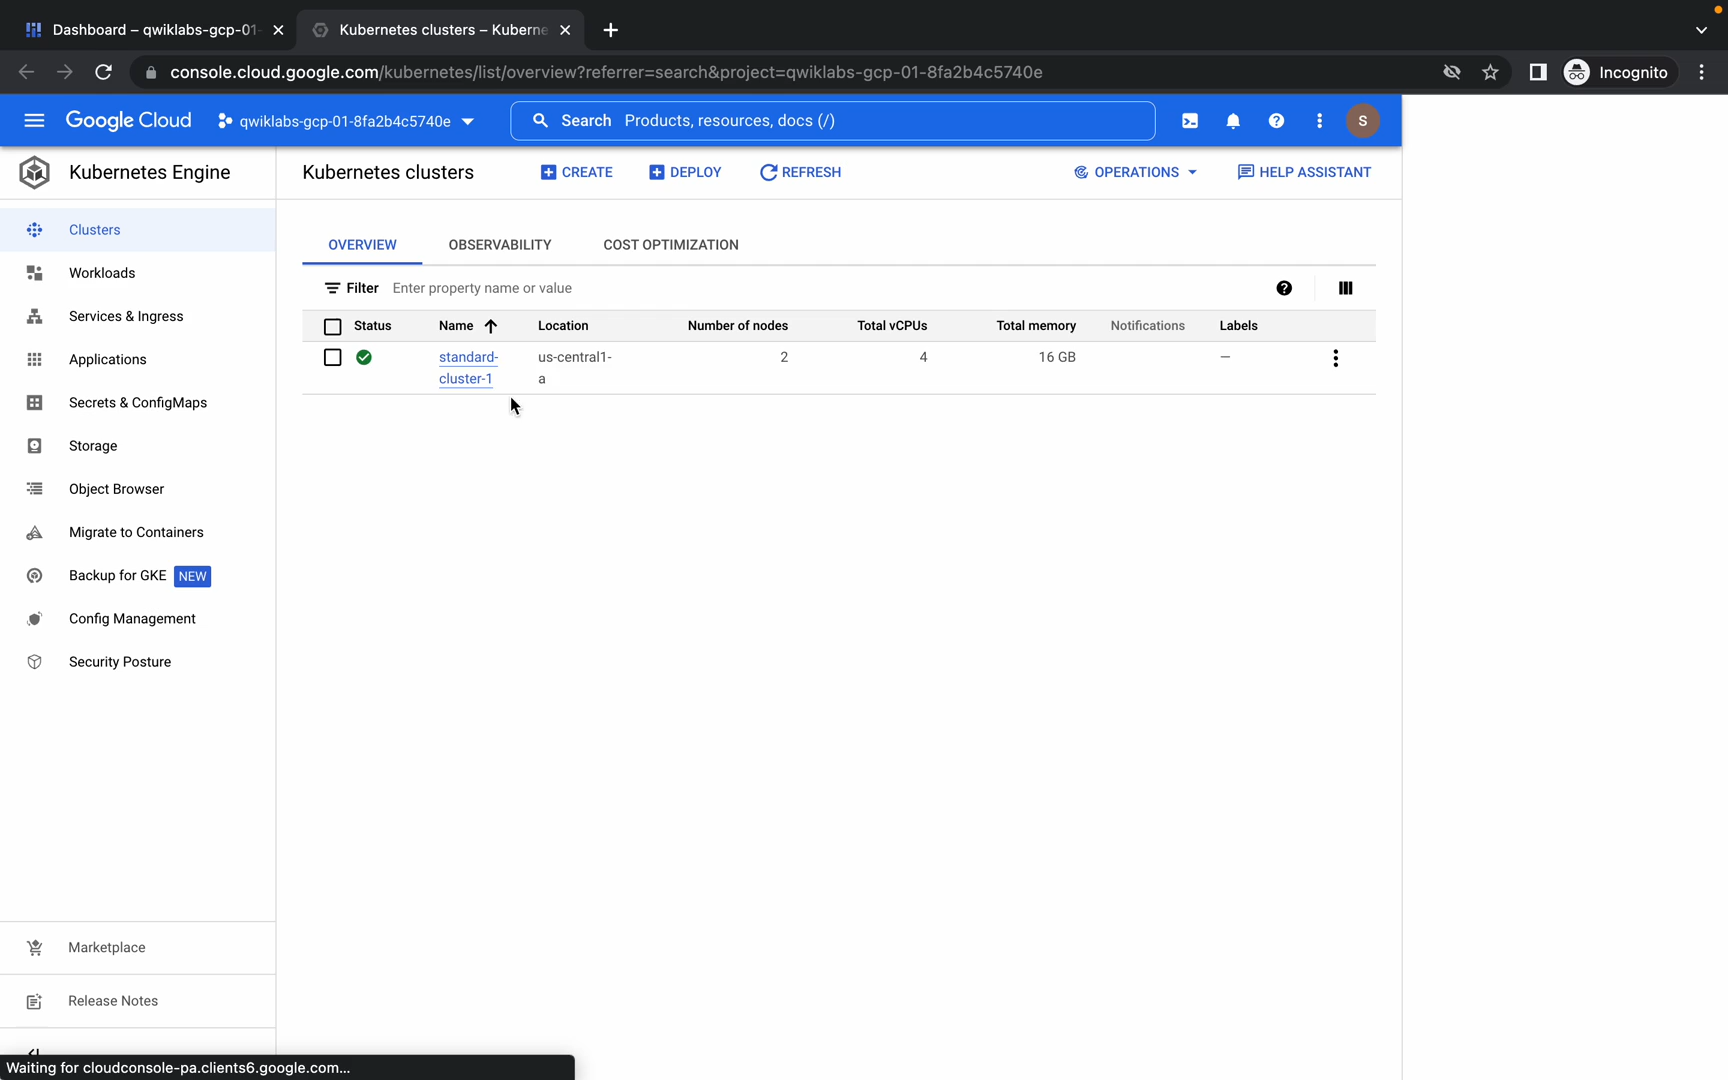 Dashboard – qwiklabs-gcp-01-
Kubernetes clusters – Kuberne
console.cloud.google.com/kubernetes/list/overview?referrer=search&project=qwiklabs-gcp-01-8fa2b4c5740e
Incognito
Google Cloud
qwiklabs-gcp-01-8fa2b4c5740e
Search Products, resources, docs (/)
S
Kubernetes Engine
Kubernetes clusters
CREATE
DEPLOY
REFRESH
OPERATIONS
HELP ASSISTANT
Clusters
Workloads
Services & Ingress
Applications
Secrets & ConfigMaps
Storage
Object Browser
Migrate to Containers
Backup for GKE NEW
Config Management
Security Posture
Marketplace
Release Notes
OVERVIEW
OBSERVABILITY
COST OPTIMIZATION
Filter Enter property name or value
Status Name Location Number of nodes Total vCPUs Total memory Notifications Labels
standard- us-central1- 2 4 16 GB –
cluster-1 a
Waiting for cloudconsole-pa.clients6.google.com...